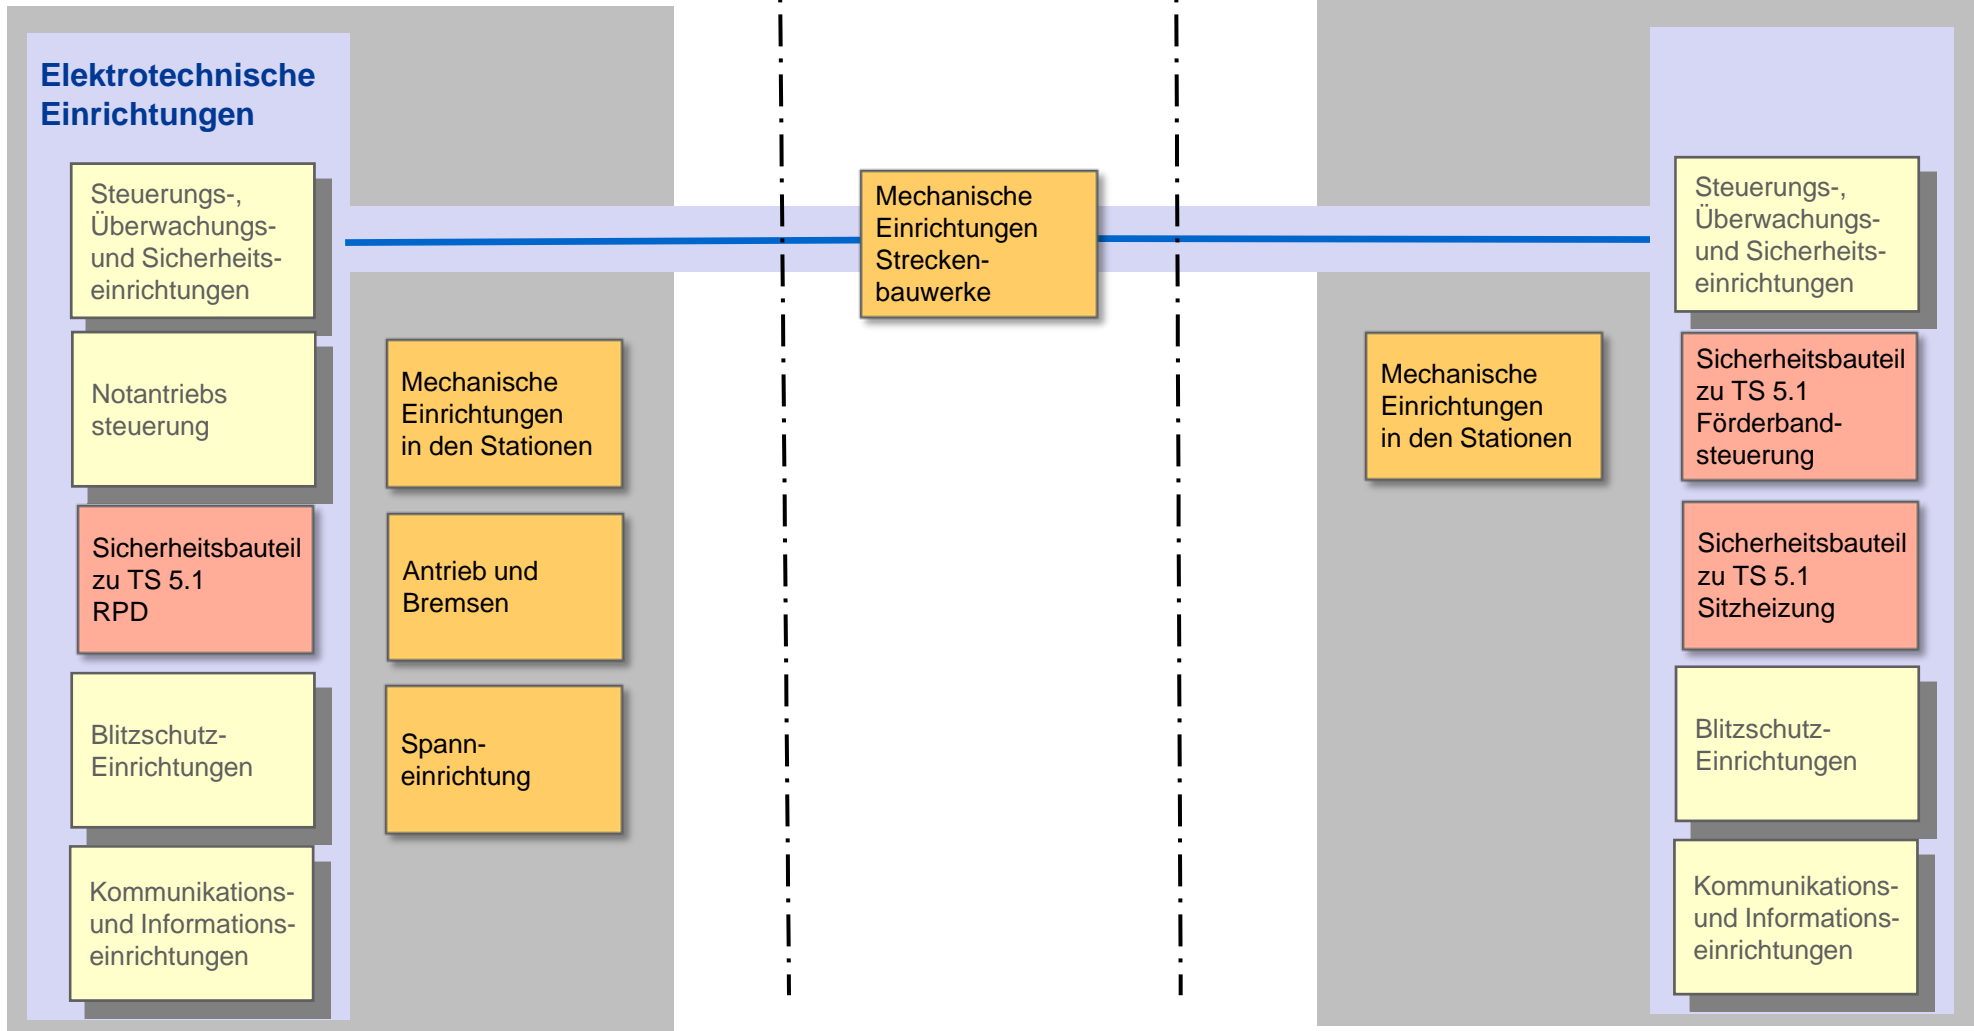 Elektrotechnische
Einrichtungen
Steuerungs-,
Überwachungs-
und Sicherheits-
einrichtungen
Notantriebs
steuerung
Sicherheitsbauteil
zu TS 5.1
RPD
Blitzschutz-
Einrichtungen
Kommunikations-
und Informations-
einrichtungen
Mechanische
Einrichtungen
in den Stationen
Antrieb und
Bremsen
Spann-
einrichtung
Mechanische
Einrichtungen
Strecken-
bauwerke
Mechanische
Einrichtungen
in den Stationen
Steuerungs-,
Überwachungs-
und Sicherheits-
einrichtungen
Sicherheitsbauteil
zu TS 5.1
Förderband-
steuerung
Sicherheitsbauteil
zu TS 5.1
Sitzheizung
Blitzschutz-
Einrichtungen
Kommunikations-
und Informations-
einrichtungen